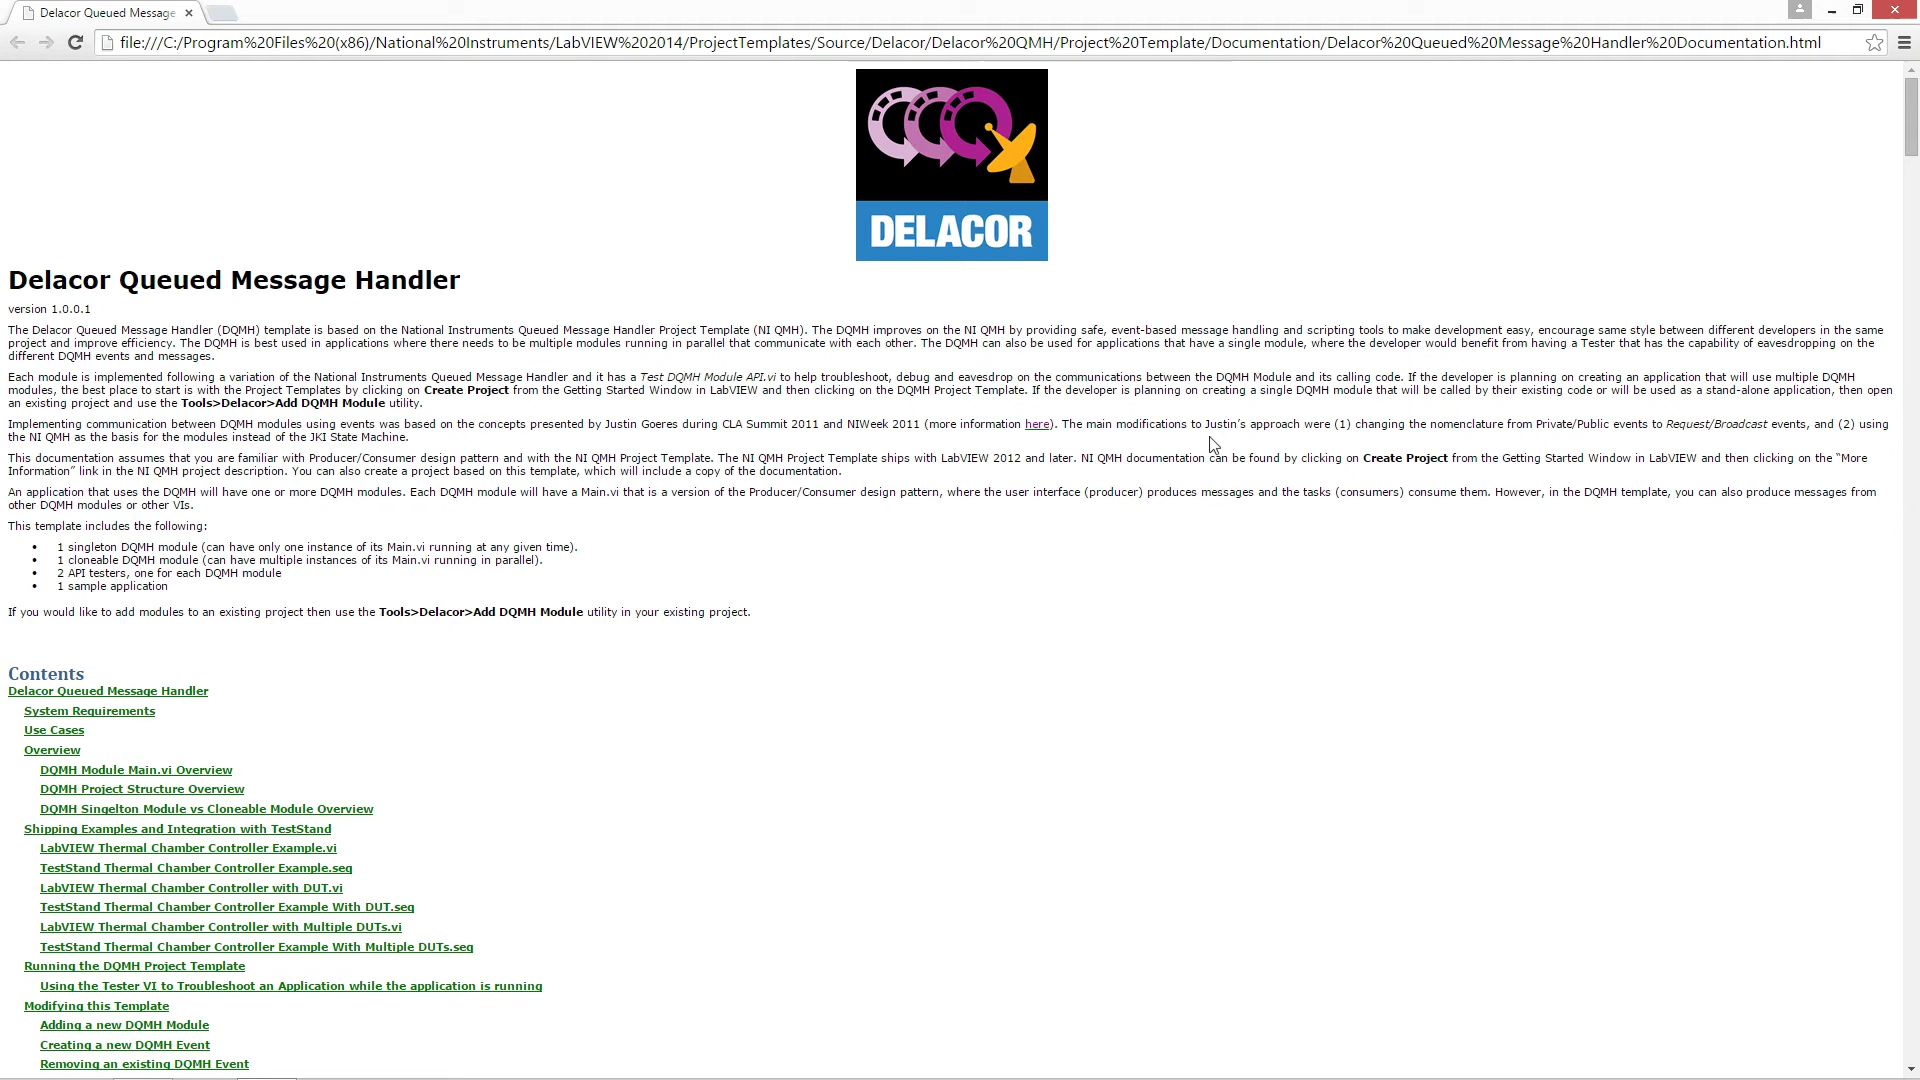 Delacor Queued Message
file:///C:/Program%20Files%20(x86)/National%20Instruments/LabVIEW%202014/ProjectTemplates/Source/Delacor/Delacor%20QMH/Project%20Template/Documentation/Delacor%20Queued%20Message%20Handler%20Documentation.html
DELACOR
Delacor Queued Message Handler
version 1.0.0.1
The Delacor Queued Message Handler (DQMH) template is based on the National Instruments Queued Message Handler Project Template (NI QMH). The DQMH improves on the NI QMH by providing safe, event-based message handling and scripting tools to make development easy, encourage same style between different developers in the same
project and improve efficiency. The DQMH is best used in applications where there needs to be multiple modules running in parallel that communicate with each other. The DQMH can also be used for applications that have a single module, where the developer would benefit from having a Tester that has the capability of eavesdropping on the
different DQMH events and messages.
Each module is implemented following a variation of the National Instruments Queued Message Handler and it has a Test DQMH Module API.vi to help troubleshoot, debug and eavesdrop on the communications between the DQMH Module and its calling code. If the developer is planning on creating an application that will use multiple DQMH
modules, the best place to start is with the Project Templates by clicking on Create Project from the Getting Started Window in LabVIEW and then clicking on the DQMH Project Template. If the developer is planning on creating a single DQMH module that will be called by their existing code or will be used as a stand-alone application, then open
an existing project and use the Tools>Delacor>Add DQMH Module utility.
Implementing communication between DQMH modules using events was based on the concepts presented by Justin Goeres during CLA Summit 2011 and NIWeek 2011 (more information here). The main modifications to Justin's approach were (1) changing the nomenclature from Private/Public events to Request/Broadcast events, and (2) using
the NI QMH as the basis for the modules instead of the JKI State Machine.
This documentation assumes that you are familiar with Producer/Consumer design pattern and with the NI QMH Project Template. The NI QMH Project Template ships with LabVIEW 2012 and later. NI QMH documentation can be found by clicking on Create Project from the Getting Started Window in LabVIEW and then clicking on the "More
Information" link in the NI QMH project description. You can also create a project based on this template, which will include a copy of the documentation.
An application that uses the DQMH will have one or more DQMH modules. Each DQMH module will have a Main.vi that is a version of the Producer/Consumer design pattern, where the user interface (producer) produces messages and the tasks (consumers) consume them. However, in the DQMH template, you can also produce messages from
other DQMH modules or other VIs.
This template includes the following:
• 1 singleton DQMH module (can have only one instance of its Main.vi running at any given time).
• 1 cloneable DQMH module (can have multiple instances of its Main.vi running in parallel).
• 2 API testers, one for each DQMH module
• 1 sample application
If you would like to add modules to an existing project then use the Tools>Delacor>Add DQMH Module utility in your existing project.
Contents
Delacor Queued Message Handler
System Requirements
Use Cases
Overview
DQMH Module Main.vi Overview
DQMH Project Structure Overview
DQMH Singelton Module vs Cloneable Module Overview
Shipping Examples and Integration with TestStand
LabVIEW Thermal Chamber Controller Example.vi
TestStand Thermal Chamber Controller Example.seq
LabVIEW Thermal Chamber Controller with DUT.vi
TestStand Thermal Chamber Controller Example With DUT.seq
LabVIEW Thermal Chamber Controller with Multiple DUTs.vi
TestStand Thermal Chamber Controller Example With Multiple DUTs.seq
Running the DQMH Project Template
Using the Tester VI to Troubleshoot an Application while the application is running
Modifying this Template
Adding a new DQMH Module
Creating a new DQMH Event
Removing an existing DQMH Event